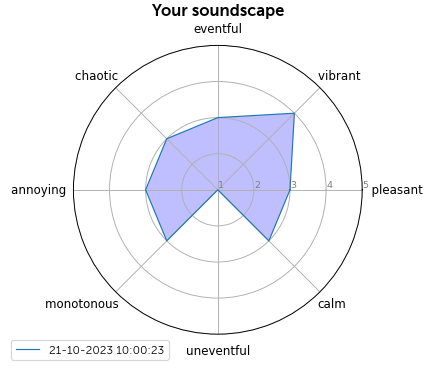 Your soundscape
eventful
chaotic
vibrant
annoying
1 2 3 4 5
pleasant
monotonous
calm
uneventful
21-10-2023 10:00:23